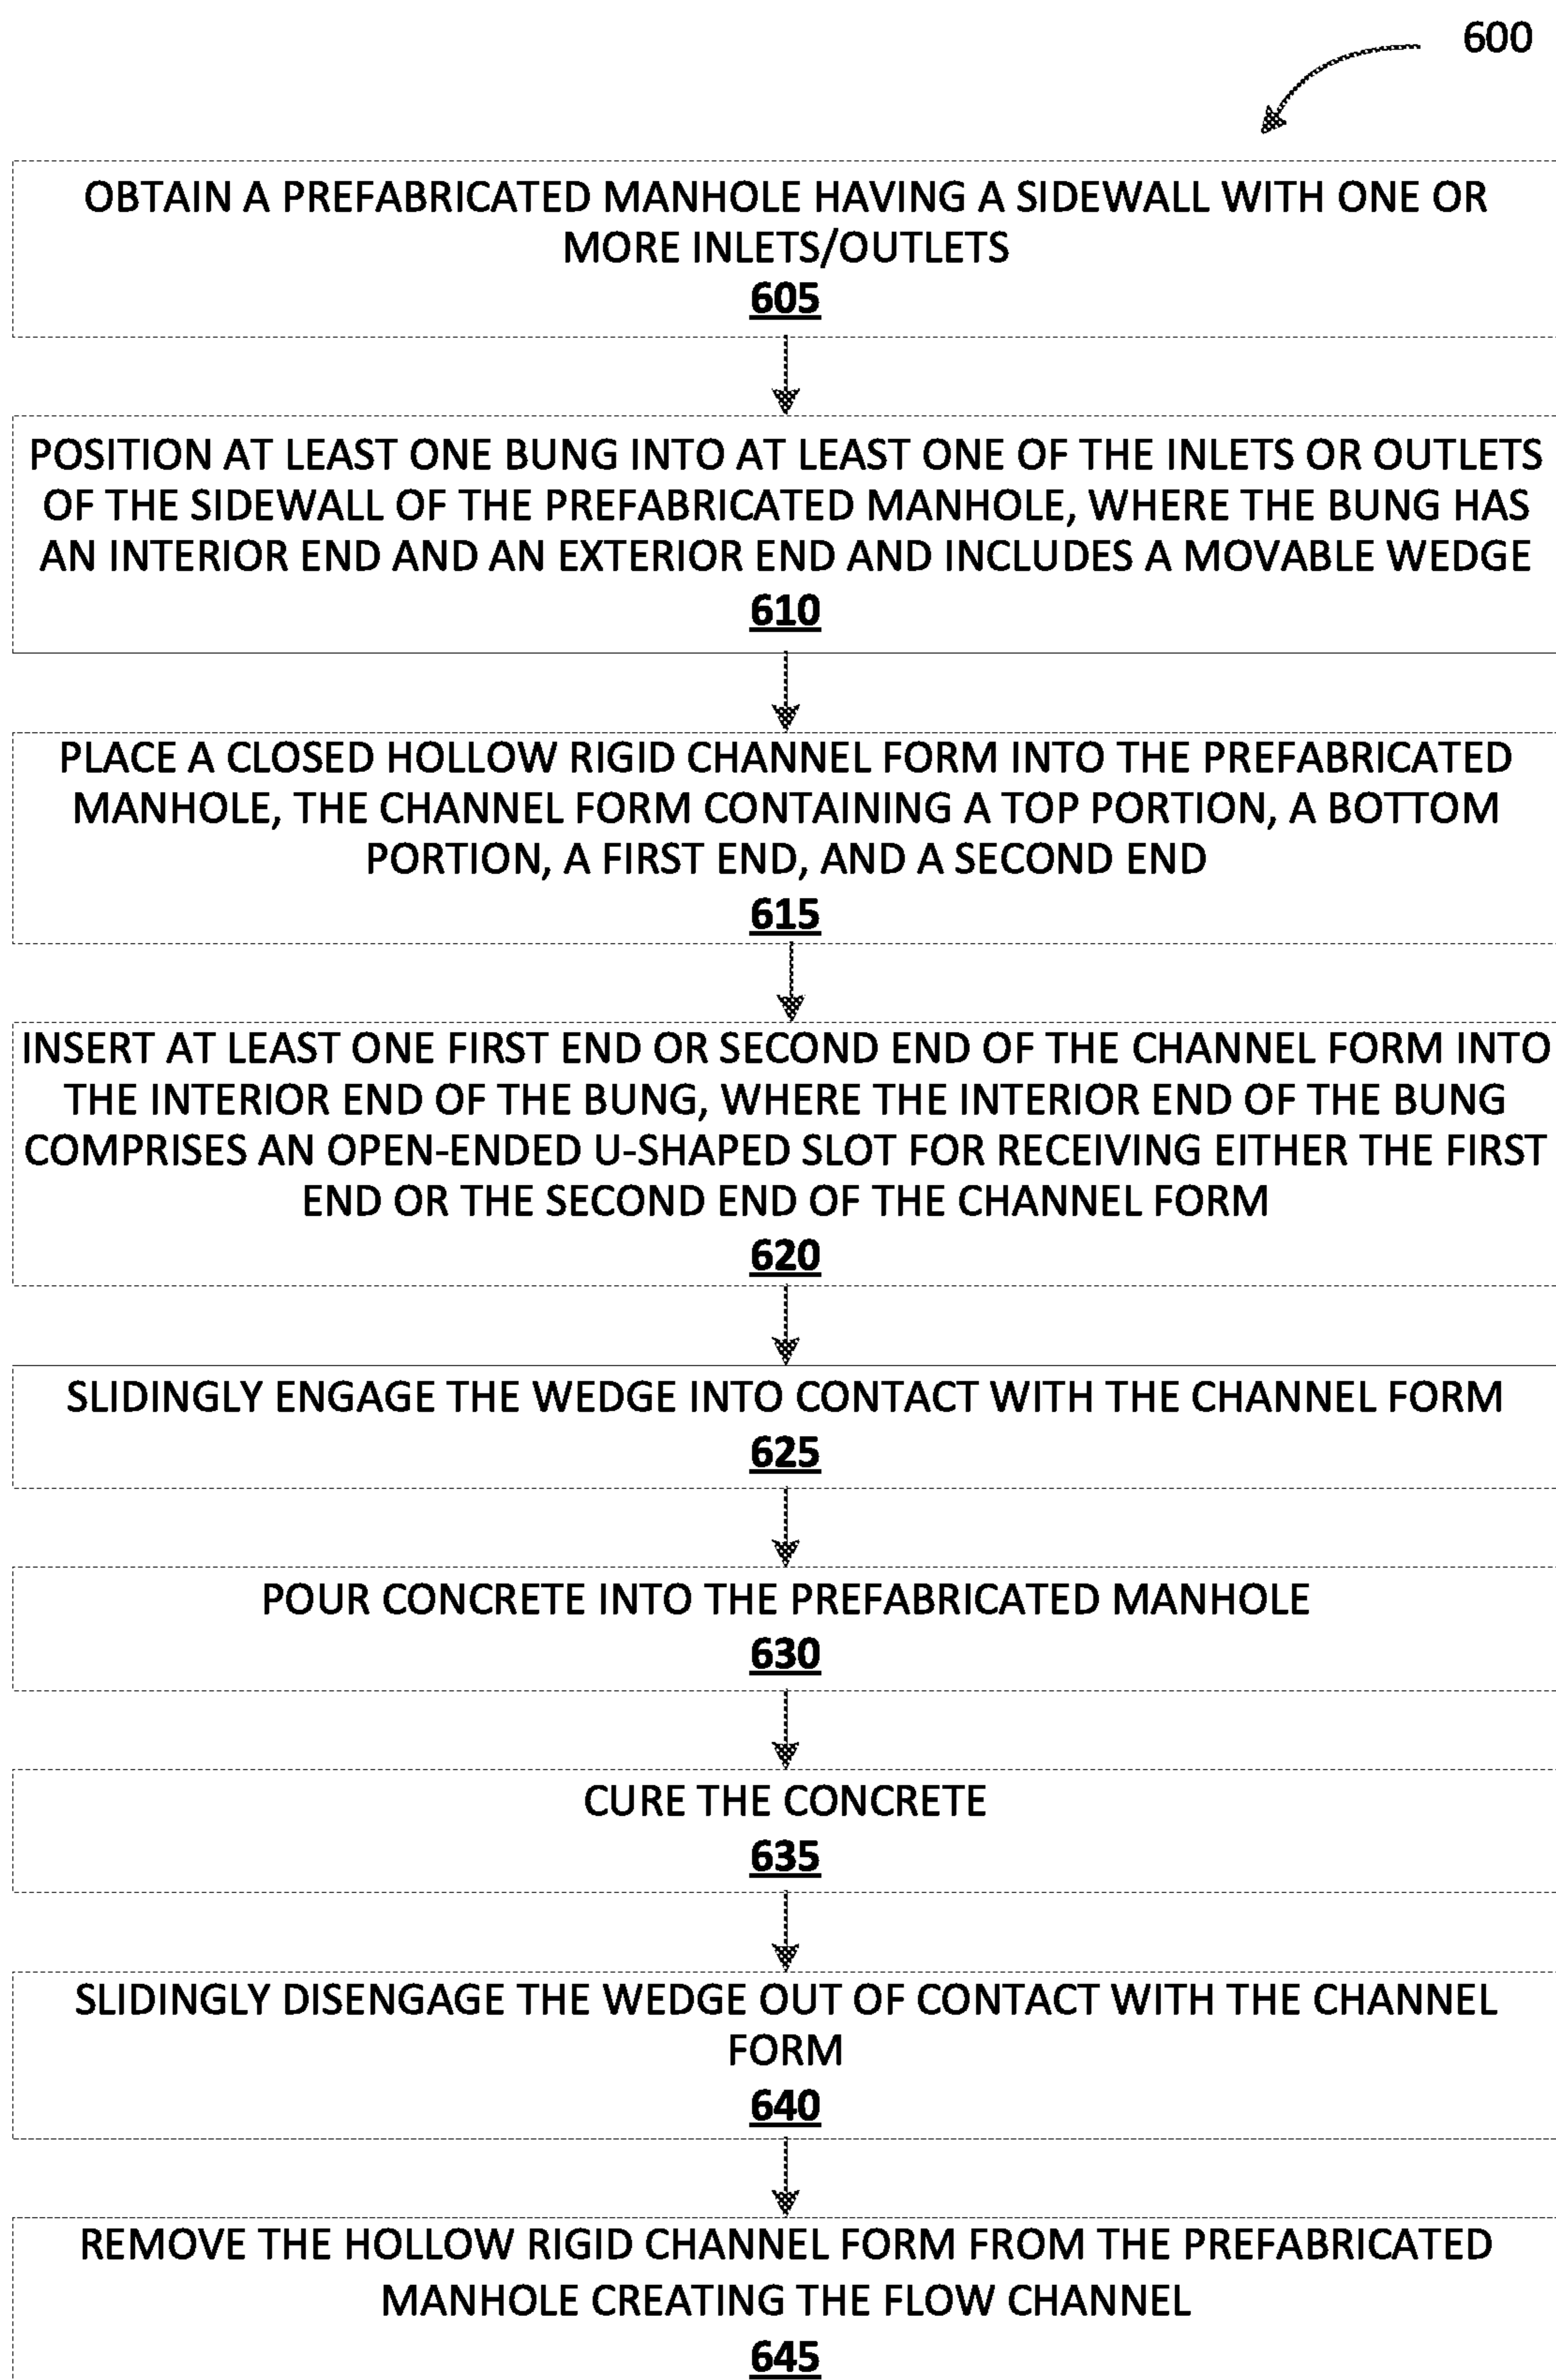 600
OBTAIN A PREFABRICATED MANHOLE HAVING A SIDEWALL WITH ONE OR
MORE INLETS/OUTLETS
605
POSITION AT LEAST ONE BUNG INTO AT LEAST ONE OF THE INLETS OR OUTLETS
OF THE SIDEWALL OF THE PREFABRICATED MANHOLE, WHERE THE BUNG HAS
AN INTERIOR END AND AN EXTERIOR END AND INCLUDES A MOVABLE WEDGE
610
PLACE A CLOSED HOLLOW RIGID CHANNEL FORM INTO THE PREFABRICATED
MANHOLE, THE CHANNEL FORM CONTAINING A TOP PORTION, A BOTTOM
PORTION, A FIRST END, AND A SECOND END
615
INSERT AT LEAST ONE FIRST END OR SECOND END OF THE CHANNEL FORM INTO
THE INTERIOR END OF THE BUNG, WHERE THE INTERIOR END OF THE BUNG
COMPRISES AN OPEN-ENDED U-SHAPED SLOT FOR RECEIVING EITHER THE FIRST
END OR THE SECOND END OF THE CHANNEL FORM
620
SLIDINGLY ENGAGE THE WEDGE INTO CONTACT WITH THE CHANNEL FORM
625
POUR CONCRETE INTO THE PREFABRICATED MANHOLE
630
CURE THE CONCRETE
635
SLIDINGLY DISENGAGE THE WEDGE OUT OF CONTACT WITH THE CHANNEL
FORM
640
REMOVE THE HOLLOW RIGID CHANNEL FORM FROM THE PREFABRICATED
MANHOLE CREATING THE FLOW CHANNEL
645